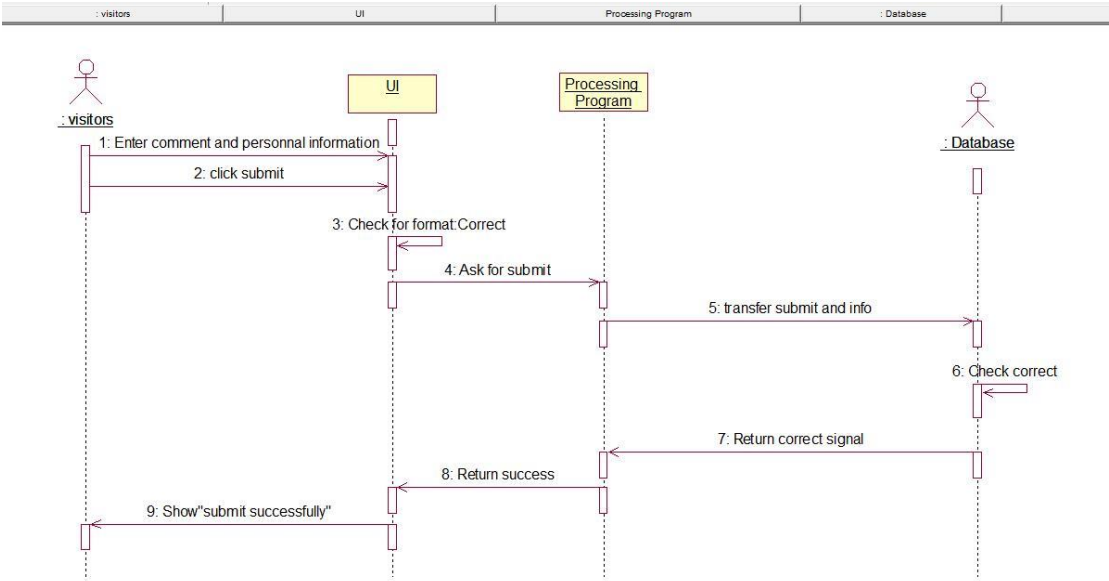 : visitors
UI
Processing Program
: Database
UI
Processing
Program
: visitors
: Database
1: Enter comment and personnal information
2: click submit
3: Check for format:Correct
4: Ask for submit
5: transfer submit and info
6: Check correct
7: Return correct signal
8: Return success
9: Show"submit successfully"